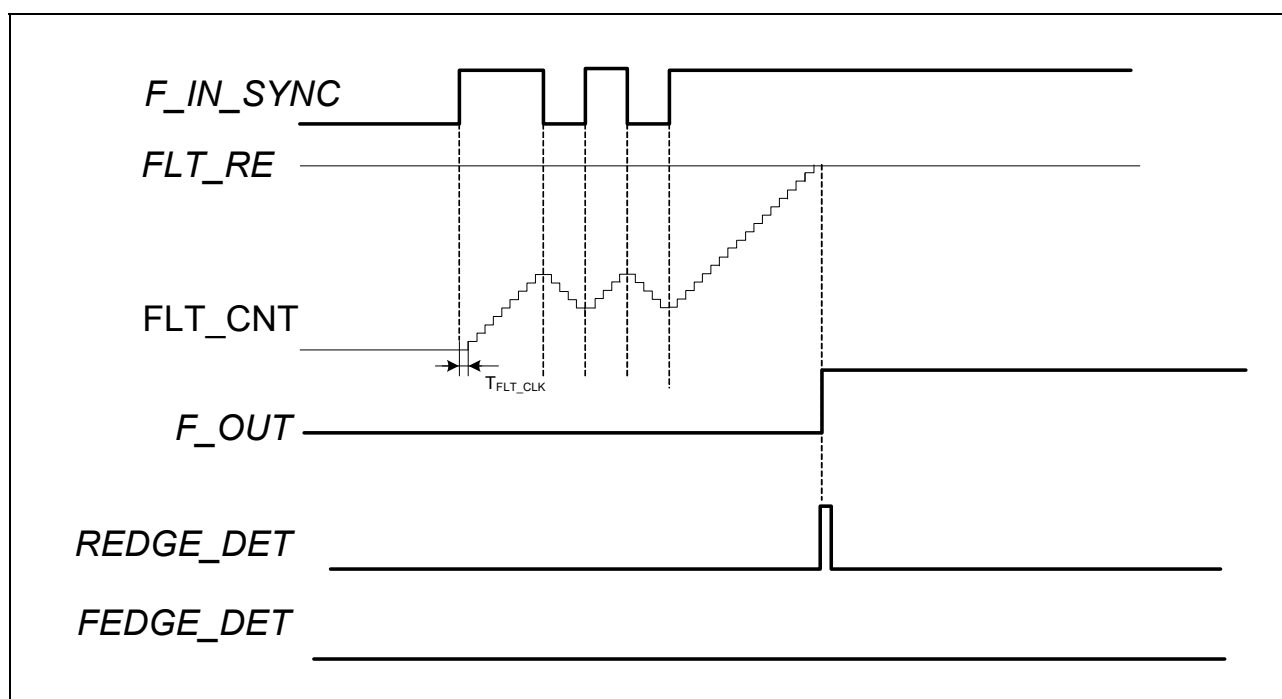 F_IN_SYNC
FLT_RE
FLT_CNT
TFLT_CLK
F_OUT
REDGE_DET
FEDGE_DET